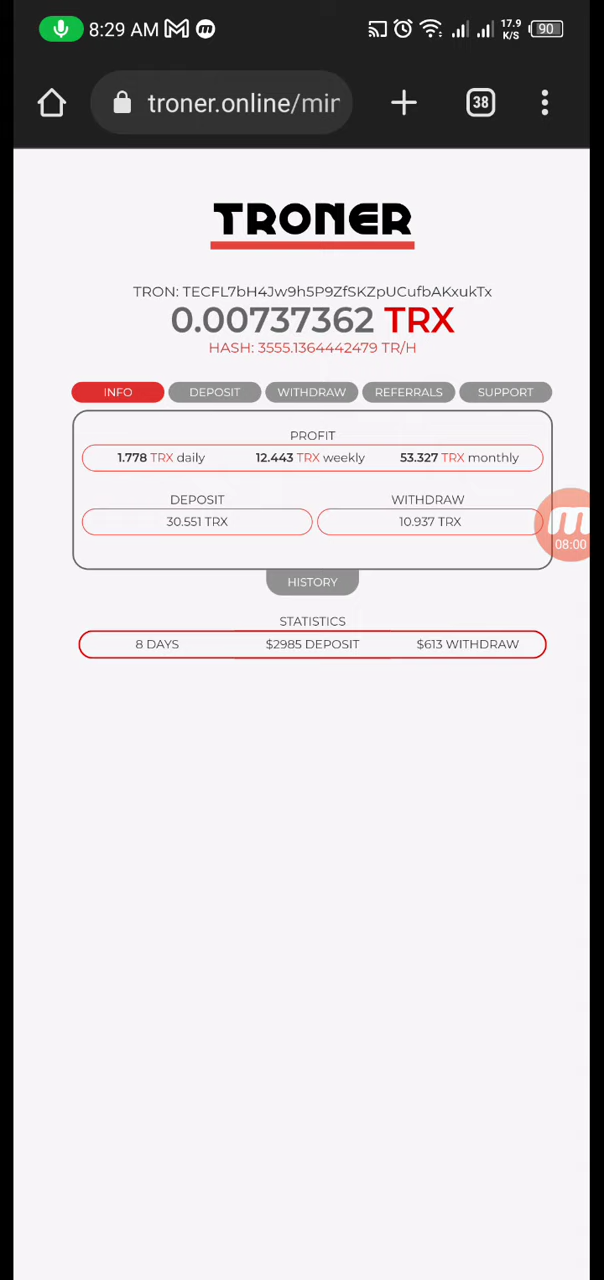 8:29 AM
17.9 K/S
90
troner.online/mir
38
TRONER
TRON: TECFL7bH4Jw9h5P9ZfSKZpUCufbAKxukTx
0.00737362 TRX
HASH: 3555.1364442479 TR/H
INFO DEPOSIT WITHDRAW REFERRALS SUPPORT
PROFIT
1.778 TRX daily 12.443 TRX weekly 53.327 TRX monthly
DEPOSIT WITHDRAW
30.551 TRX 10.937 TRX
08:00
HISTORY
STATISTICS
8 DAYS $2985 DEPOSIT $613 WITHDRAW